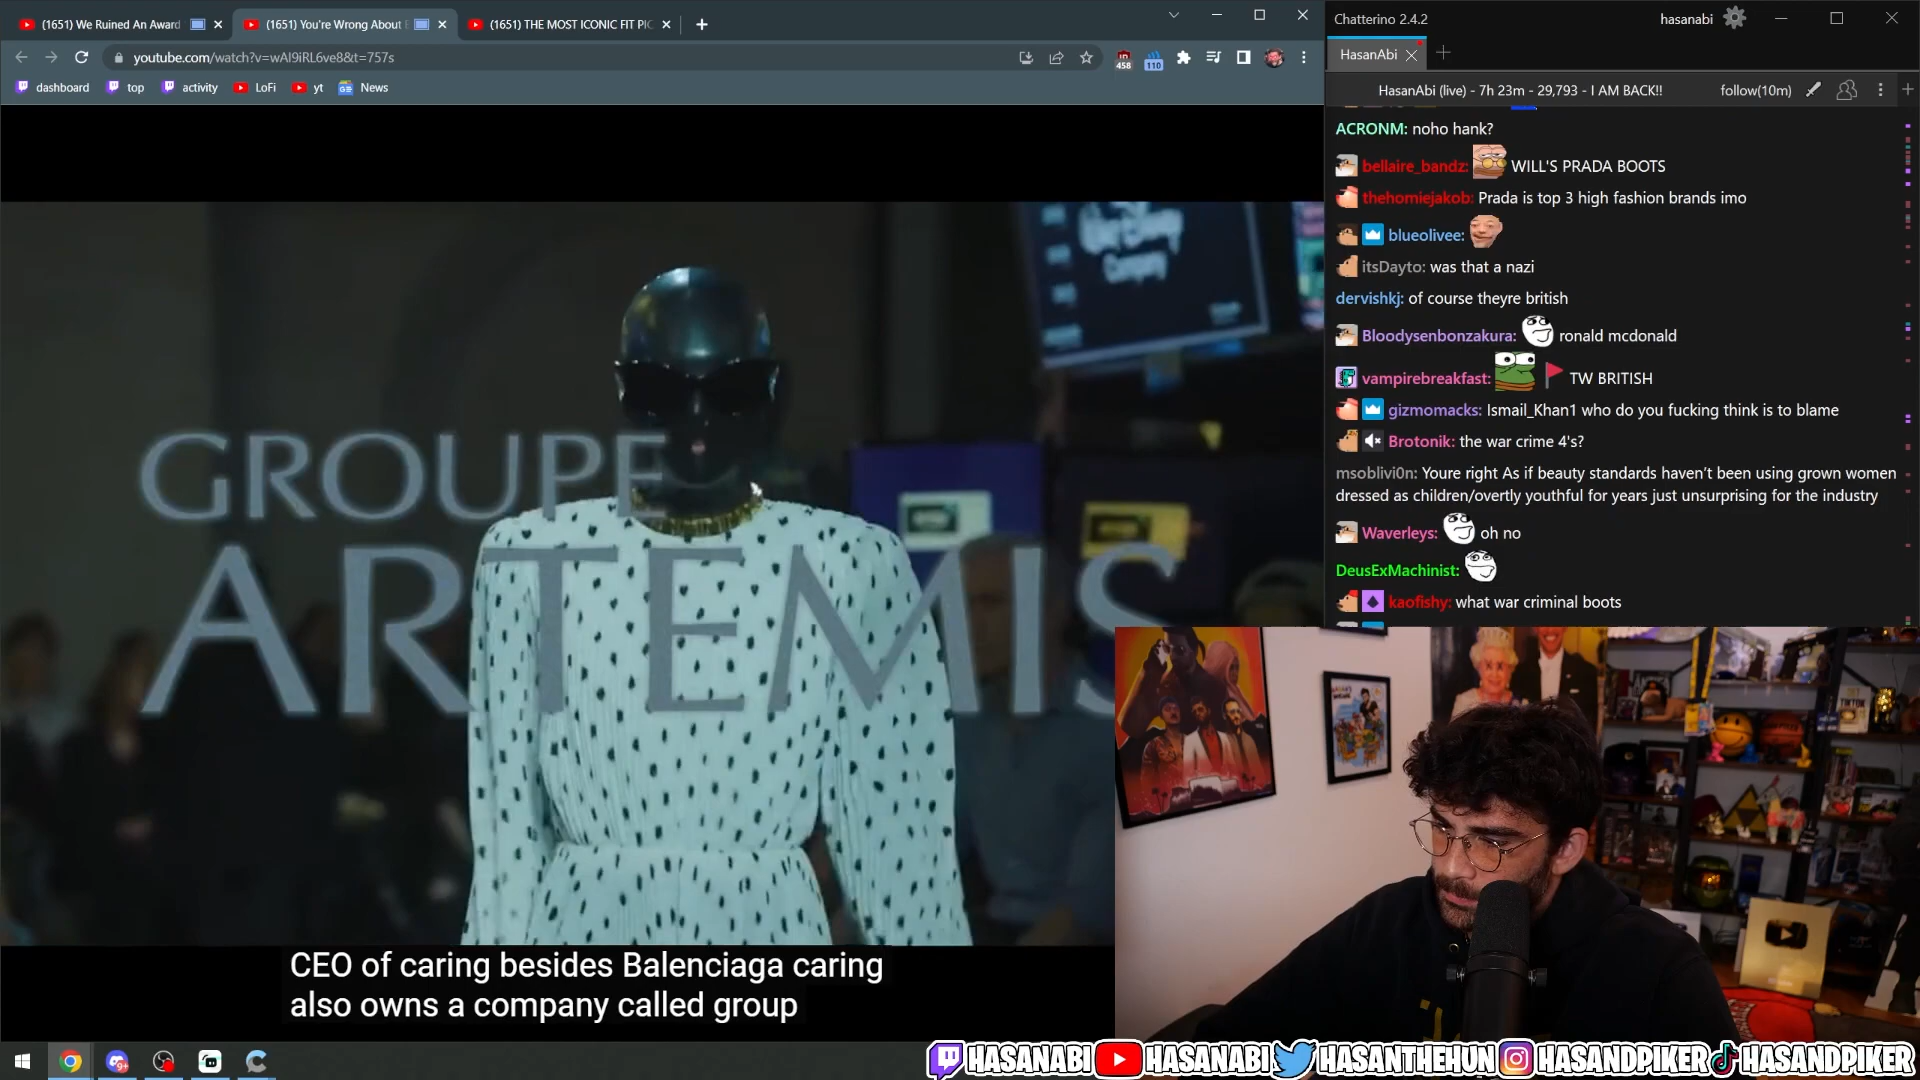 (1651) We Ruined An Award
(1651) You're Wrong About
(1651) THE MOST ICONIC FIT PIC
youtube.com/watch?v=wAl9iRL6ve8&t=757s
458
110
dashboard
top
activity
LoFi
yt
News
Walt Disney
Company
GROUPE
ARTEMIS
CEO of caring besides Balenciaga caring
also owns a company called group
Chatterino 2.4.2
hasanabi
HasanAbi
HasanAbi (live) - 7h 23m - 29,793 - I AM BACK!!
follow(10m)
ACRONM: noho hank?
bellaire_bandz: WILL'S PRADA BOOTS
thehomiejakob: Prada is top 3 high fashion brands imo
blueolivee:
itsDayto: was that a nazi
dervishkj: of course theyre british
Bloodysenbonzakura: ronald mcdonald
vampirebreakfast: TW BRITISH
gizmomacks: Ismail_Khan1 who do you fucking think is to blame
Brotonik: the war crime 4's?
msoblivi0n: Youre right As if beauty standards haven't been using grown women
dressed as children/overtly youthful for years just unsurprising for the industry
Waverleys: oh no
DeusExMachinist:
kaofishy: what war criminal boots
9+
HASANABI HASANABI HASANTHEHUN HASANDPIKER HASANDPIKER